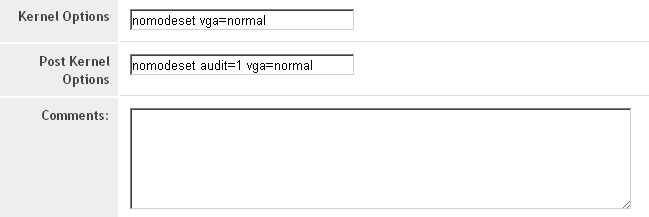 Kernel Options
nomodeset vga=normal
Post Kernel
Options
nomodeset audit=1 vga=normal
Comments: